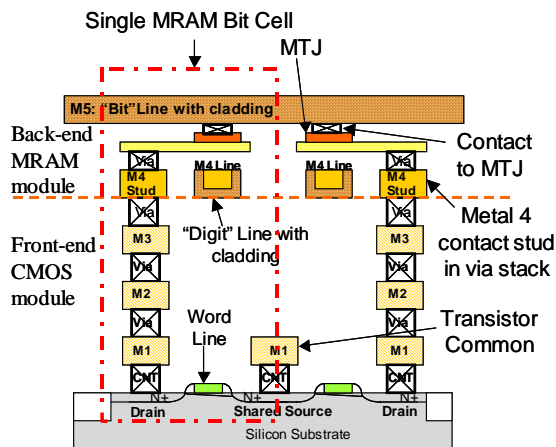 Single MRAM Bit Cell
MTJ
M5: “Bit”Line with cladding
Back-end
MRAM
module
Contact
to MTJ
Via
M4 Line
M4 Line
Via
M4
Stud
M4
Stud
“Digit” Line with
cladding
Metal 4
contact stud
in via stack
Front-end
CMOS
module
Via
Via
M3
M3
Via
Via
M2
M2
Via
Via
Word
Line
Transistor
Common
M1
M1
M1
CNT
CNT
CNT
N+
N+
N+
Drain
Shared Source
Drain
Silicon Substrate